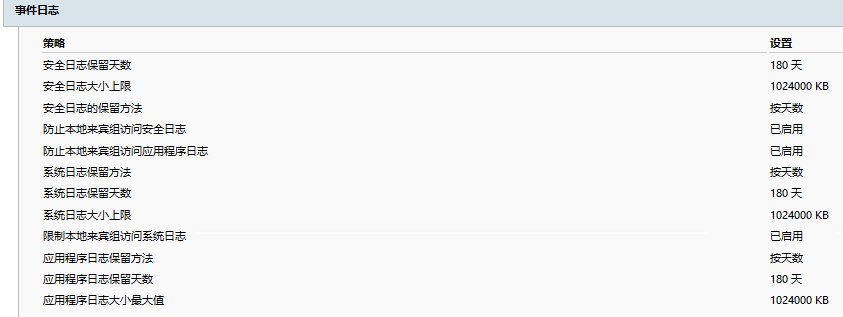 事件日志
策略 设置
安全日志保留天数 180 天
安全日志大小上限 1024000 KB
安全日志的保留方法 按天数
防止本地来宾组访问安全日志 已启用
防止本地来宾组访问应用程序日志 已启用
系统日志保留方法 按天数
系统日志保留天数 180 天
系统日志大小上限 1024000 KB
限制本地来宾组访问系统日志 已启用
应用程序日志保留方法 按天数
应用程序日志保留天数 180 天
应用程序日志大小最大值 1024000 KB